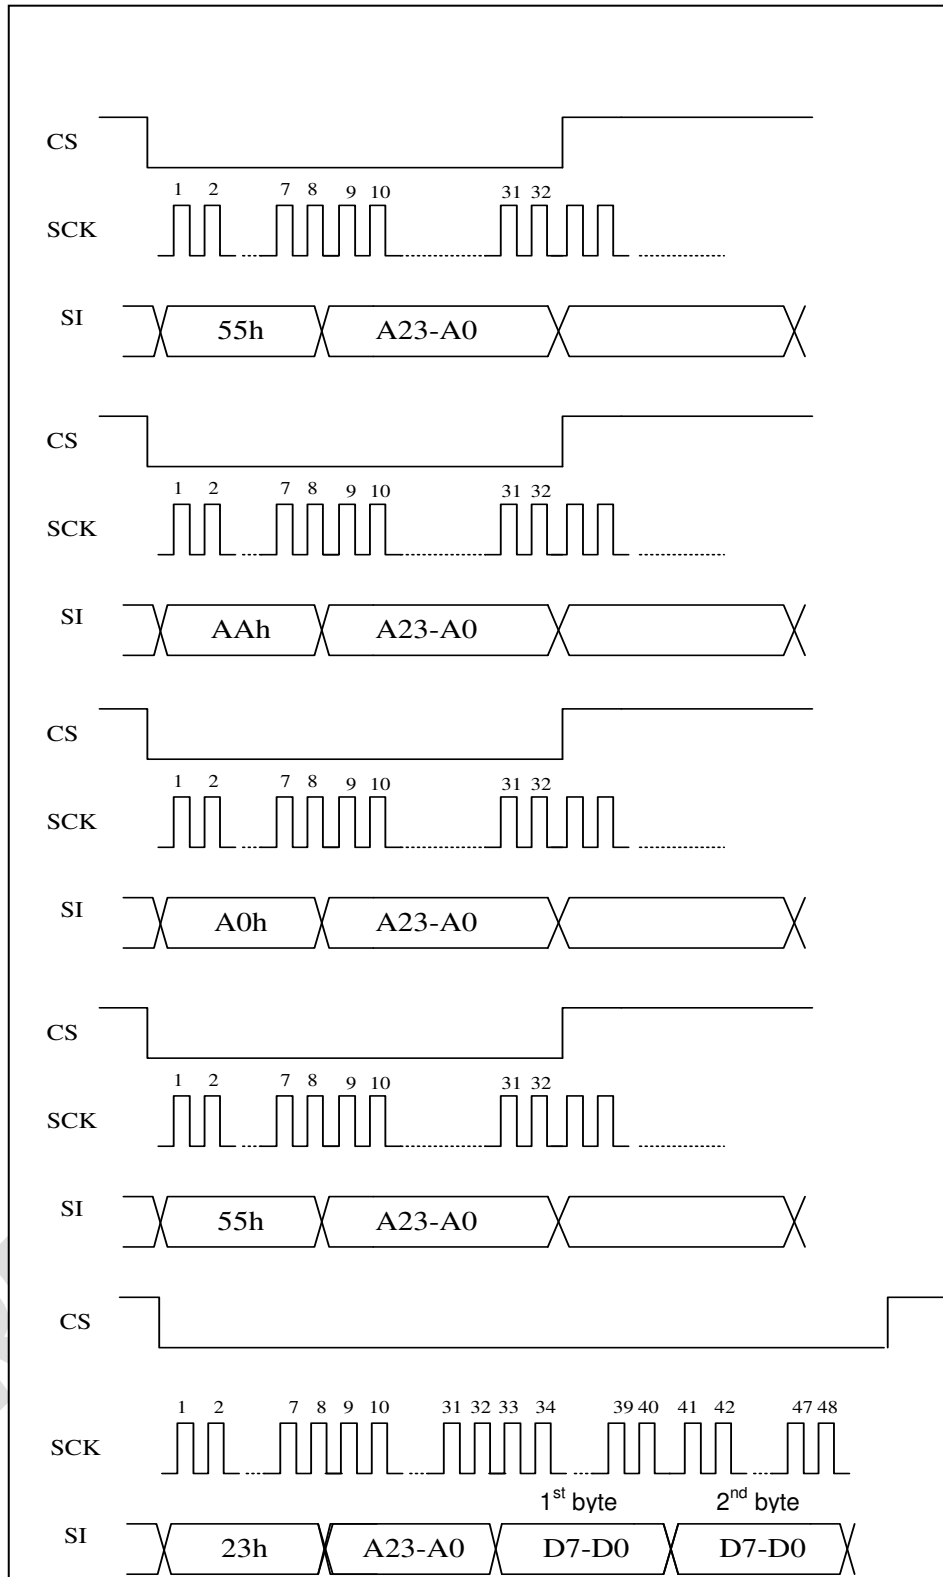 CS
1 2 7 8 9 10 31 32
SCK
SI 55h A23-A0
CS
1 2 7 8 9 10 31 32
SCK
SI AAh A23-A0
CS
1 2 7 8 9 10 31 32
SCK
SI A0h A23-A0
CS
1 2 7 8 9 10 31 32
SCK
SI 55h A23-A0
CS
1 2 7 8 9 10 31 32 33 34 39 40 41 42 47 48
SCK
1st byte 2nd byte
SI 23h A23-A0 D7-D0 D7-D0